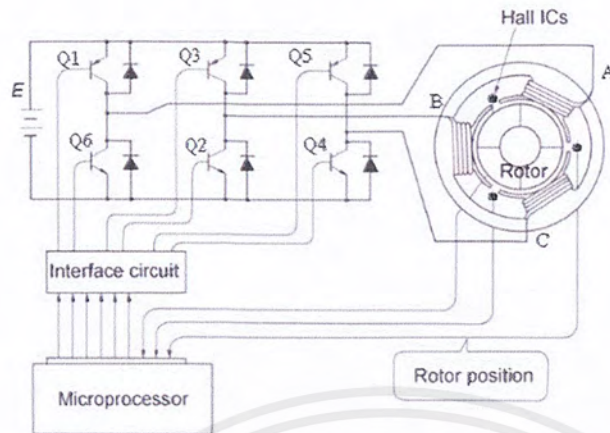 Hall ICs
Q1
Q3
Q5
A
E
B
Q6
Q2
Q4
Rotor
C
Interface circuit
Rotor position
Microprocessor